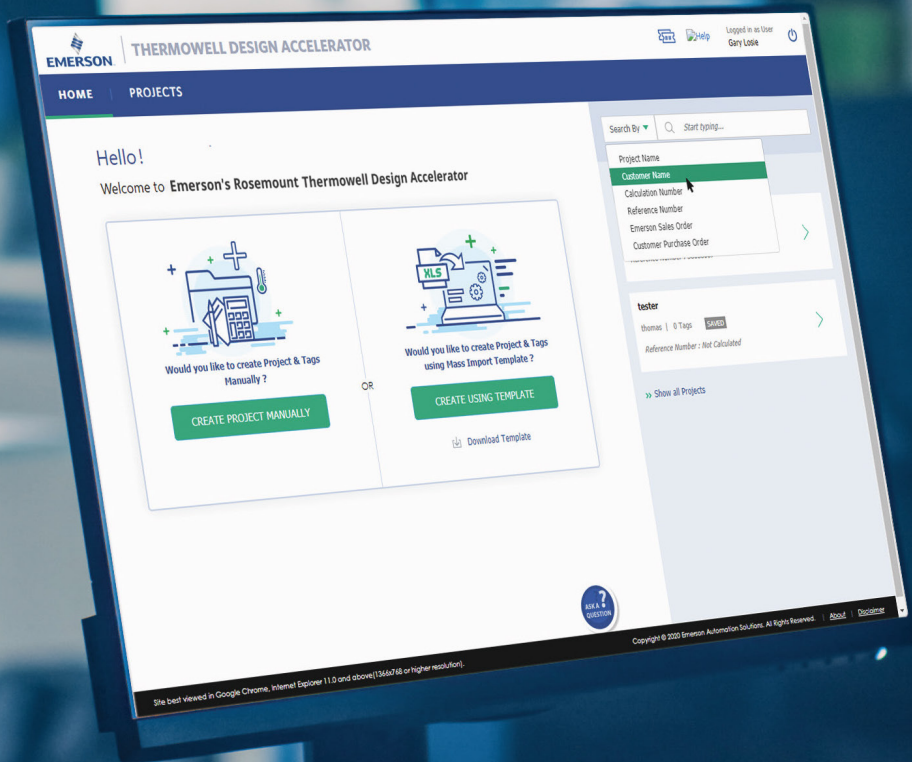 EMERSON
THERMOWELL DESIGN ACCELERATOR
Help
Logged in as User
Gary Losie
HOME
PROJECTS
Search By
Start typing...
Project Name
Customer Name
Calculation Number
Reference Number
Emerson Sales Order
Customer Purchase Order
Hello!
Welcome to Emerson's Rosemount Thermowell Design Accelerator
XLS
Would you like to create Project & Tags
Manually ?
CREATE PROJECT MANUALLY
OR
Would you like to create Project & Tags
using Mass Import Template ?
CREATE USING TEMPLATE
Download Template
tester
thomas | 0 Tags SAVED
Reference Number : Not Calculated
Show all Projects
ASK A ?
QUESTION
Site best viewed in Google Chrome, Internet Explorer 11.0 and above(1366x768 or higher resolution).
Copyright © 2020 Emerson Automation Solutions. All Rights Reserved. | About | Disclaimer